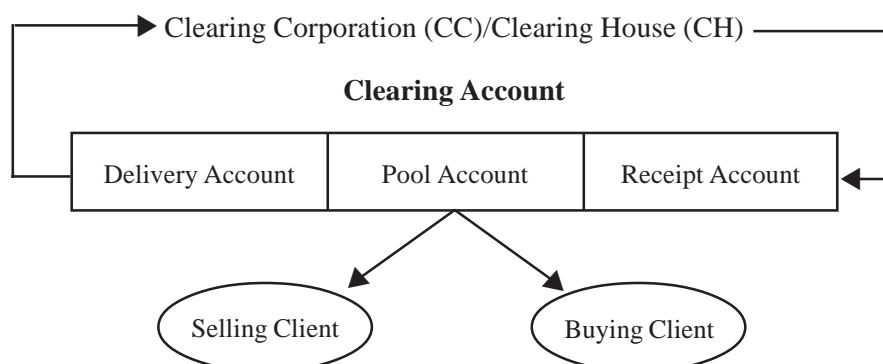 Clearing Corporation (CC)/Clearing House (CH)
Clearing Account
Delivery Account
Pool Account
Receipt Account
Selling Client
Buying Client